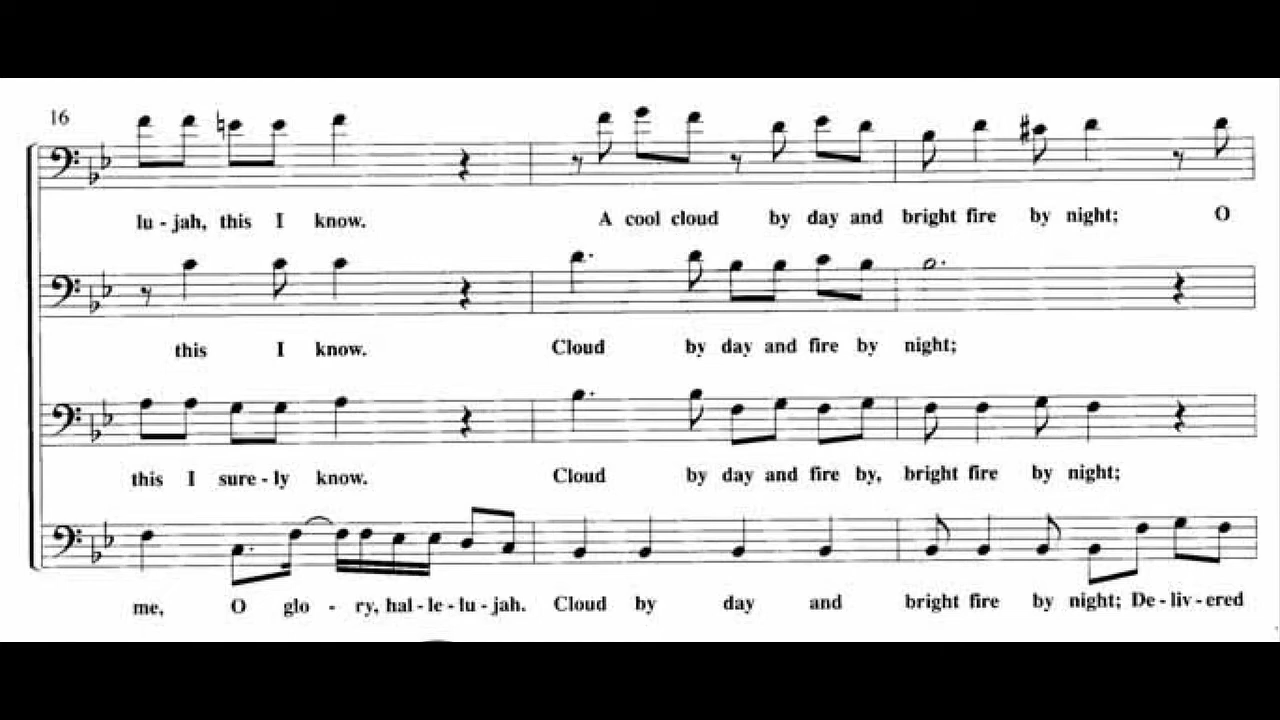 16
lu - jah, this I know. A cool cloud by day and bright fire by night; O
this I know. Cloud by day and fire by night;
this I sure - ly know. Cloud by day and fire by, bright fire by night;
me, O glo - ry, hal - le - lu - jah. Cloud by day and bright fire by night; De - liv - ered